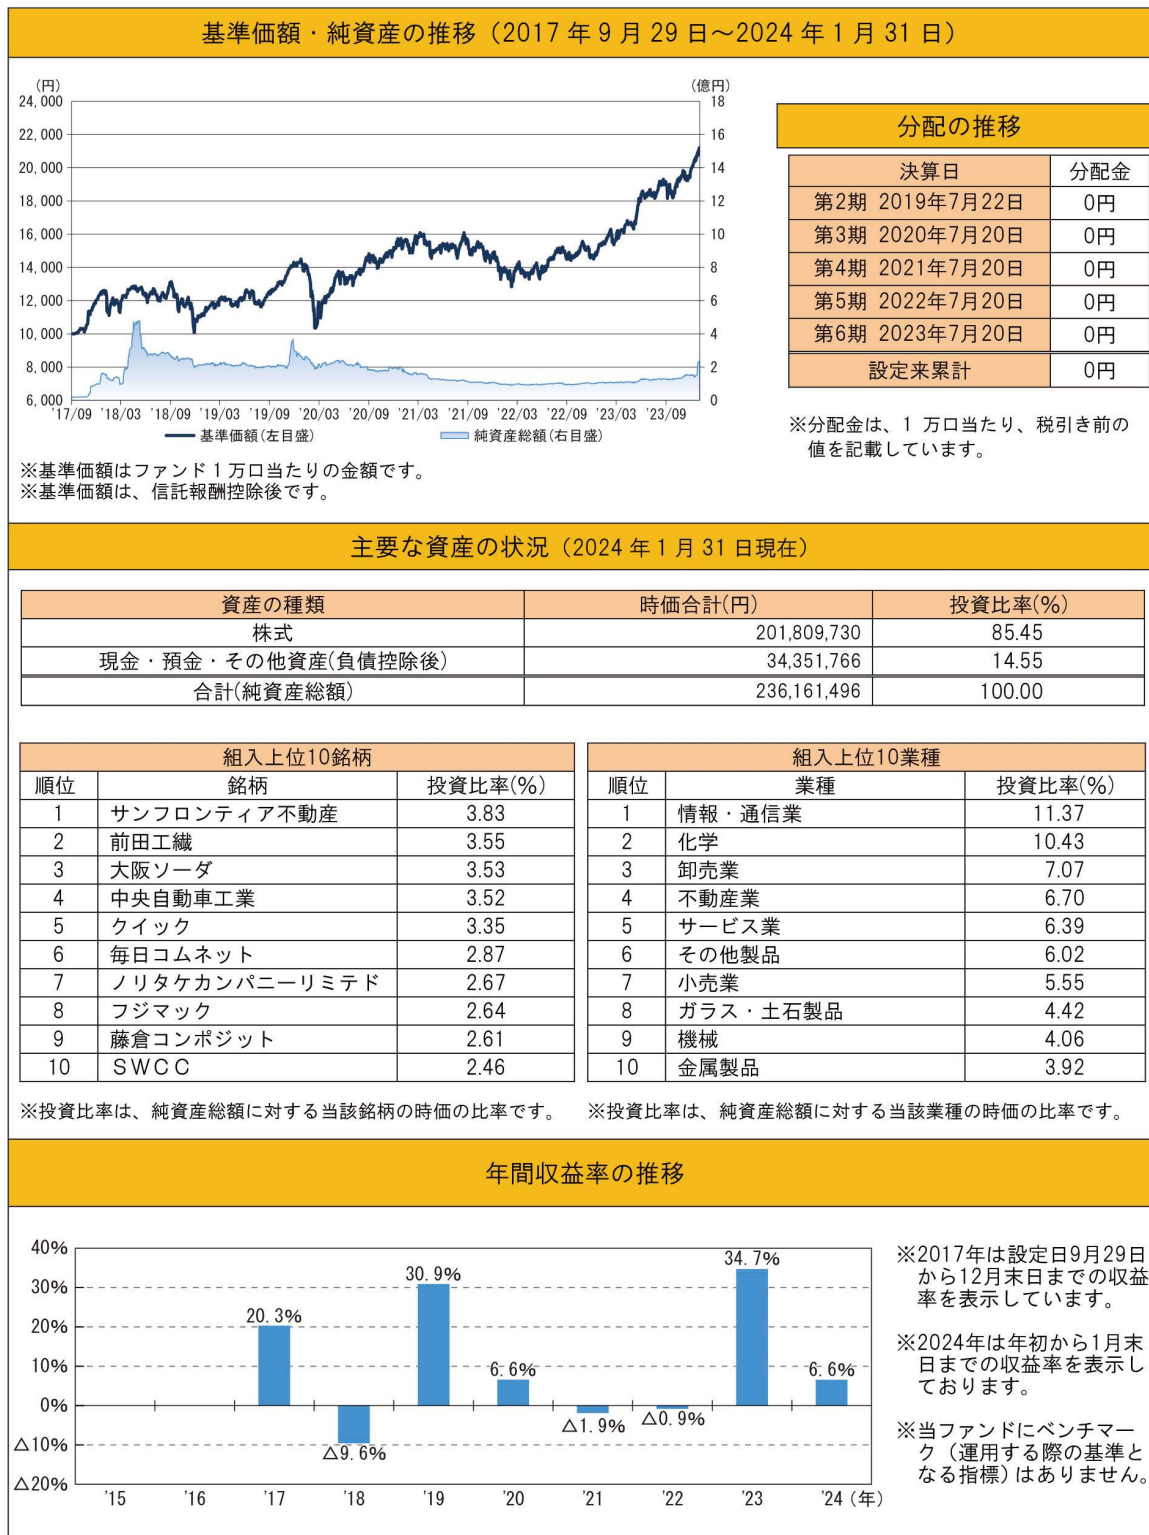 基準価額・純資産の推移（2017年9月29日～2024年1月31日）
(円)
(億円)
24,000
22,000
20,000
18,000
16,000
14,000
12,000
10,000
8,000
6,000
18
16
14
12
10
8
6
4
2
0
'17/09 '18/03 '18/09 '19/03 '19/09 '20/03 '20/09 '21/03 '21/09 '22/03 '22/09 '23/03 '23/09
基準価額(左目盛) 純資産総額(右目盛)
※基準価額はファンド1万口当たりの金額です。
※基準価額は、信託報酬控除後です。
分配の推移
決算日 分配金
第2期 2019年7月22日 0円
第3期 2020年7月20日 0円
第4期 2021年7月20日 0円
第5期 2022年7月20日 0円
第6期 2023年7月20日 0円
設定来累計 0円
※分配金は、1万口当たり、税引き前の
値を記載しています。
主要な資産の状況（2024年1月31日現在）
資産の種類 時価合計(円) 投資比率(%)
株式 201,809,730 85.45
現金・預金・その他資産(負債控除後) 34,351,766 14.55
合計(純資産総額) 236,161,496 100.00
組入上位10銘柄
順位 銘柄 投資比率(%)
1 サンフロンティア不動産 3.83
2 前田工繊 3.55
3 大阪ソーダ 3.53
4 中央自動車工業 3.52
5 クイック 3.35
6 毎日コムネット 2.87
7 ノリタケカンパニーリミテド 2.67
8 フジマック 2.64
9 藤倉コンポジット 2.61
10 ＳＷＣＣ 2.46
※投資比率は、純資産総額に対する当該銘柄の時価の比率です。
組入上位10業種
順位 業種 投資比率(%)
1 情報・通信業 11.37
2 化学 10.43
3 卸売業 7.07
4 不動産業 6.70
5 サービス業 6.39
6 その他製品 6.02
7 小売業 5.55
8 ガラス・土石製品 4.42
9 機械 4.06
10 金属製品 3.92
※投資比率は、純資産総額に対する当該業種の時価の比率です。
年間収益率の推移
40%
30%
20%
10%
0%
△10%
△20%
20.3%
△9.6%
30.9%
6.6%
△1.9%
△0.9%
34.7%
6.6%
'15 '16 '17 '18 '19 '20 '21 '22 '23 '24 (年)
※2017年は設定日9月29日
から12月末日までの収益
率を表示しています。
※2024年は年初から1月末
日までの収益率を表示し
ております。
※当ファンドにベンチマー
ク（運用する際の基準と
なる指標）はありません。